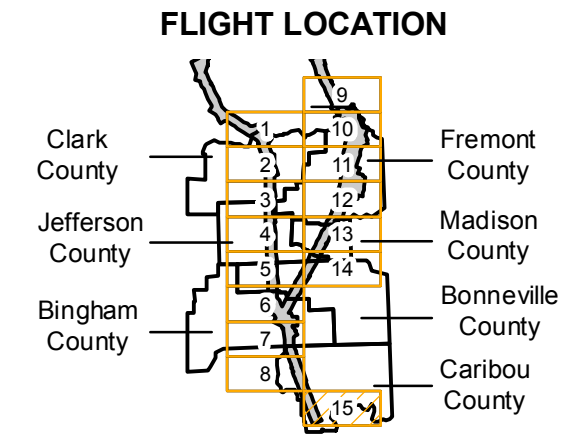 FLIGHT LOCATION
9
1
10
Clark
County
Fremont
County
2
11
3
12
Jefferson
County
4
13
Madison
County
5
14
Bingham
County
6
Bonneville
County
7
8
Caribou
County
15